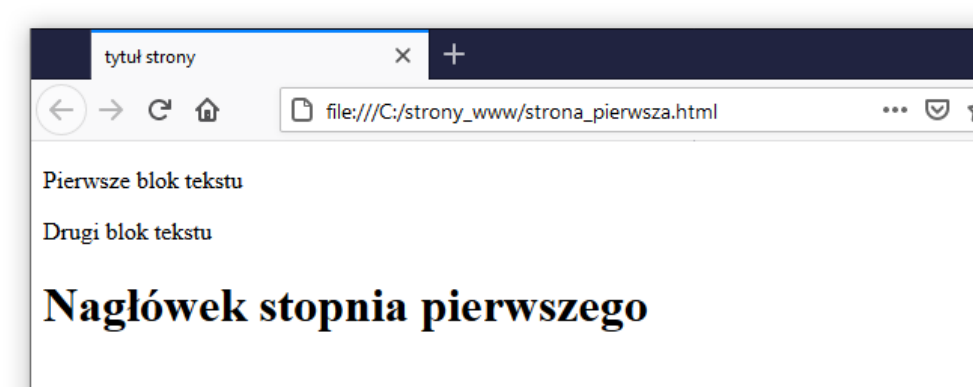 tytuł strony
file:///C:/strony_www/strona_pierwsza.html
Pierwsze blok tekstu
Drugi blok tekstu
Nagłówek stopnia pierwszego